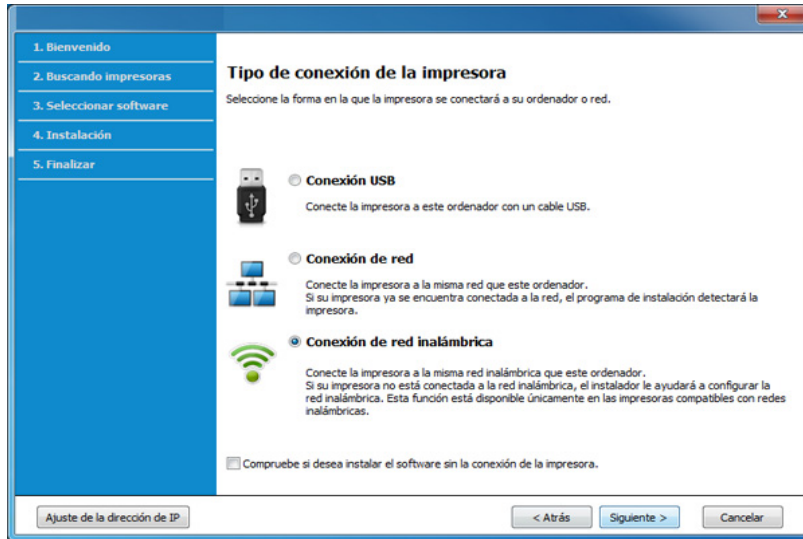 1. Bienvenido
2. Buscando impresoras
3. Seleccionar software
4. Instalación
5. Finalizar
Tipo de conexión de la impresora
Seleccione la forma en la que la impresora se conectará a su ordenador o red.
Conexión USB
Conecte la impresora a este ordenador con un cable USB.
Conexión de red
Conecte la impresora a la misma red que este ordenador.
Si su impresora ya se encuentra conectada a la red, el programa de instalación detectará la
impresora.
Conexión de red inalámbrica
Conecte la impresora a la misma red inalámbrica que este ordenador.
Si su impresora no está conectada a la red inalámbrica, el instalador le ayudará a configurar la
red inalámbrica. Esta función está disponible únicamente en las impresoras compatibles con redes
inalámbricas.
Compruebe si desea instalar el software sin la conexión de la impresora.
Ajuste de la dirección de IP
< Atrás
Siguiente >
Cancelar